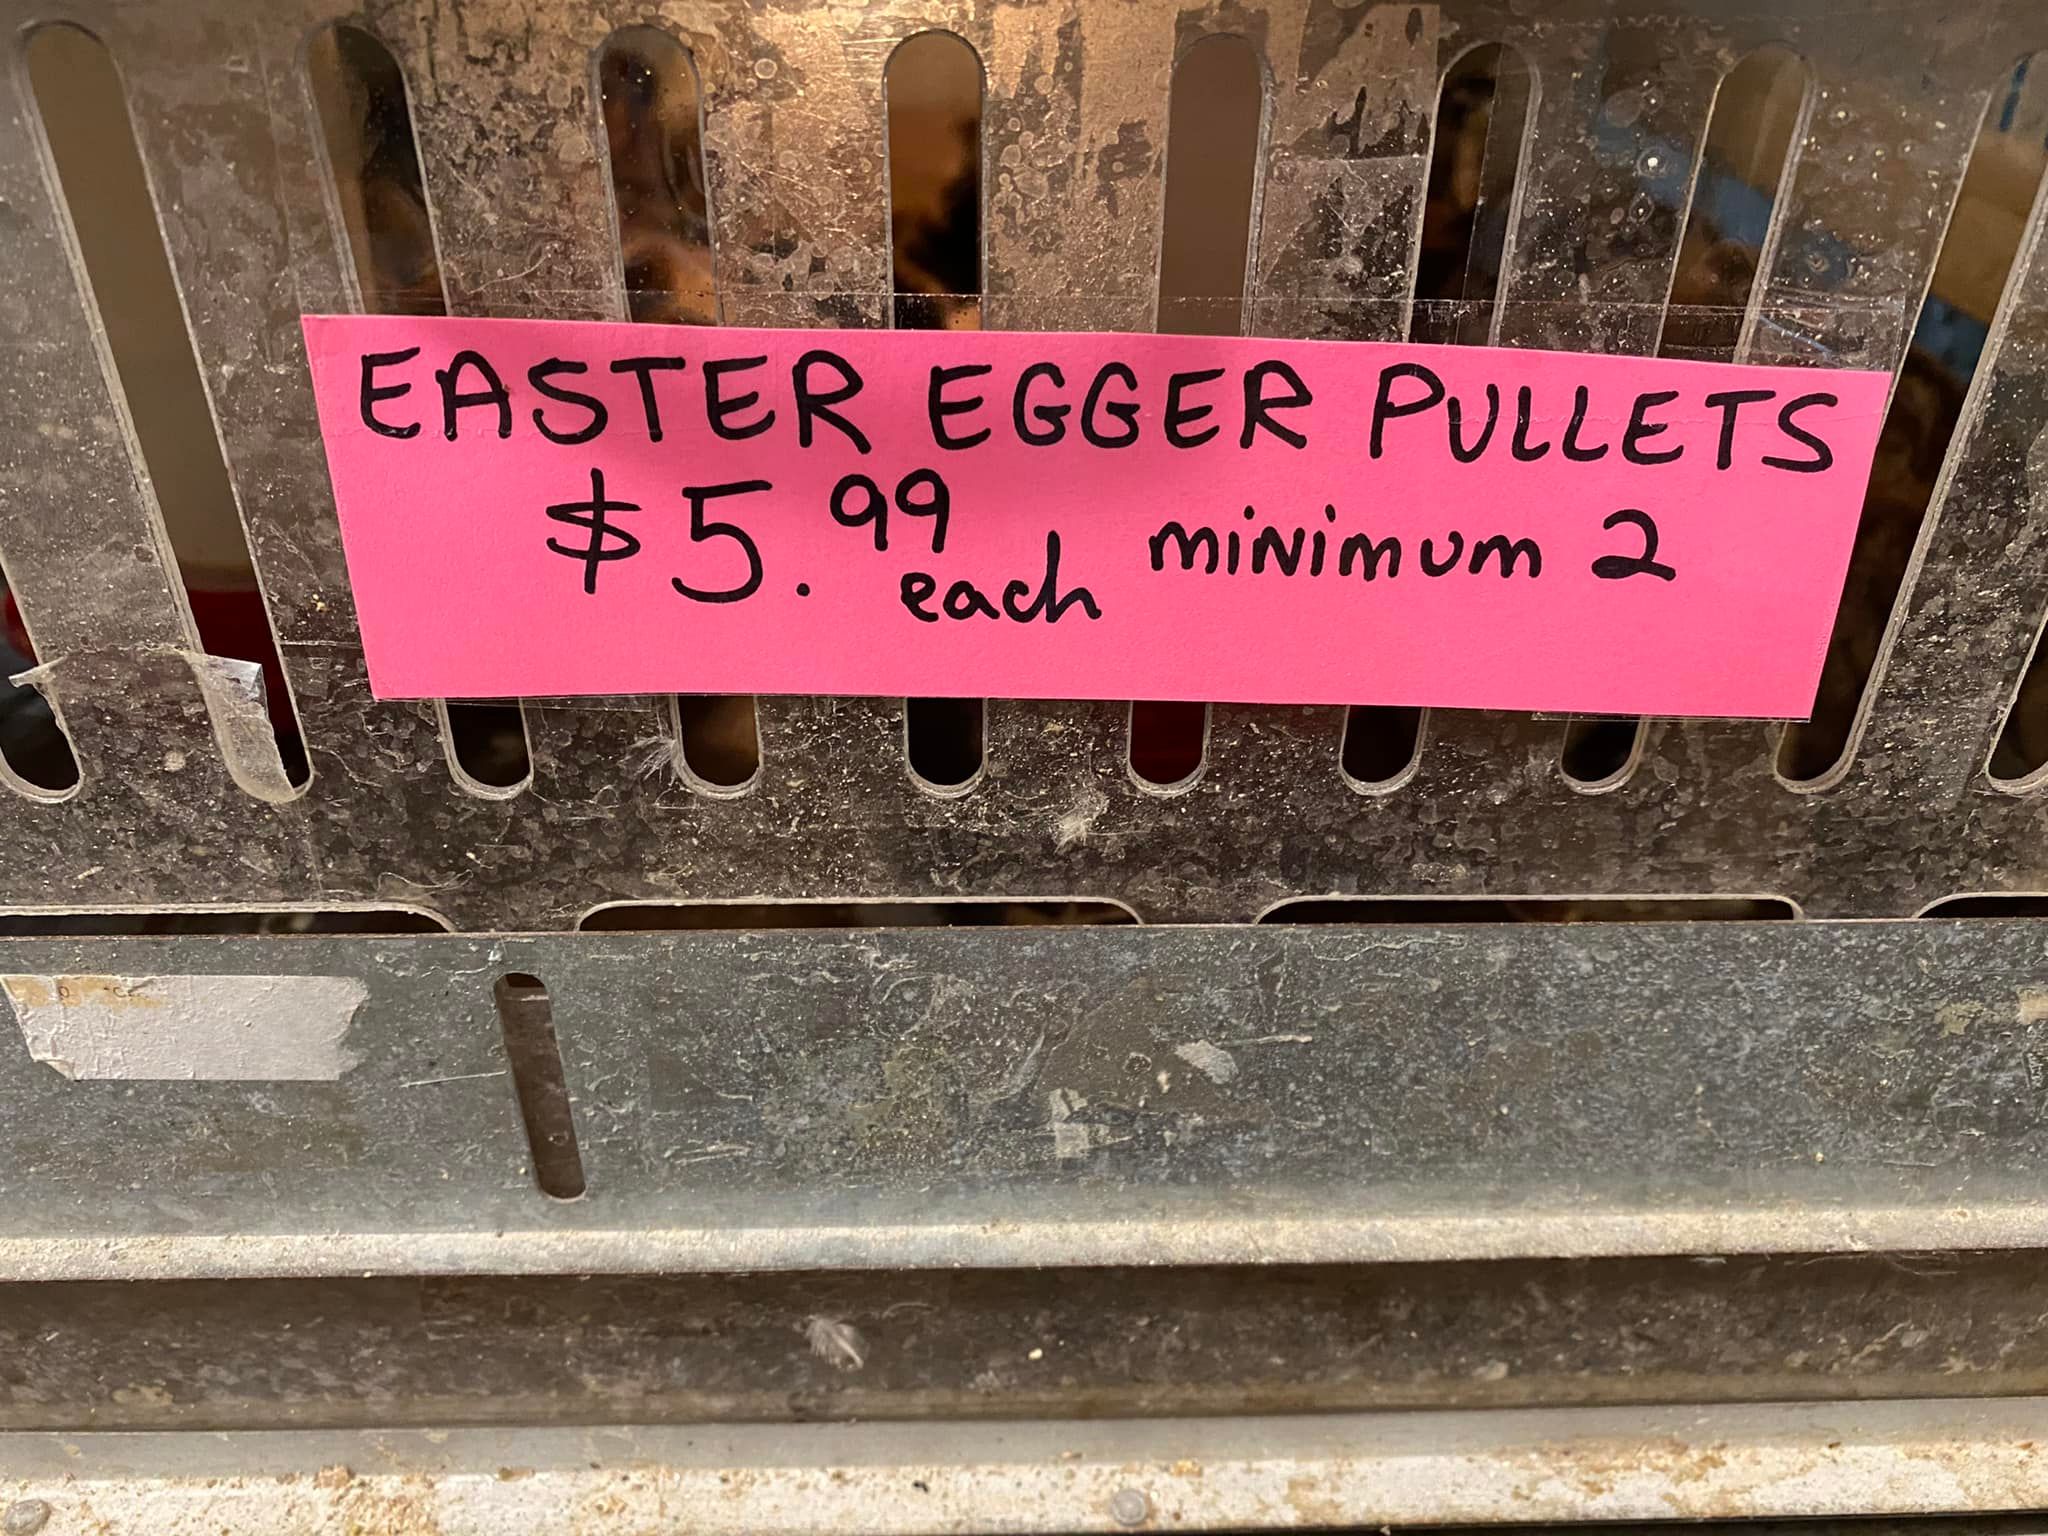 EASTER EGGER PULLETS
$5.99 each minimum 2